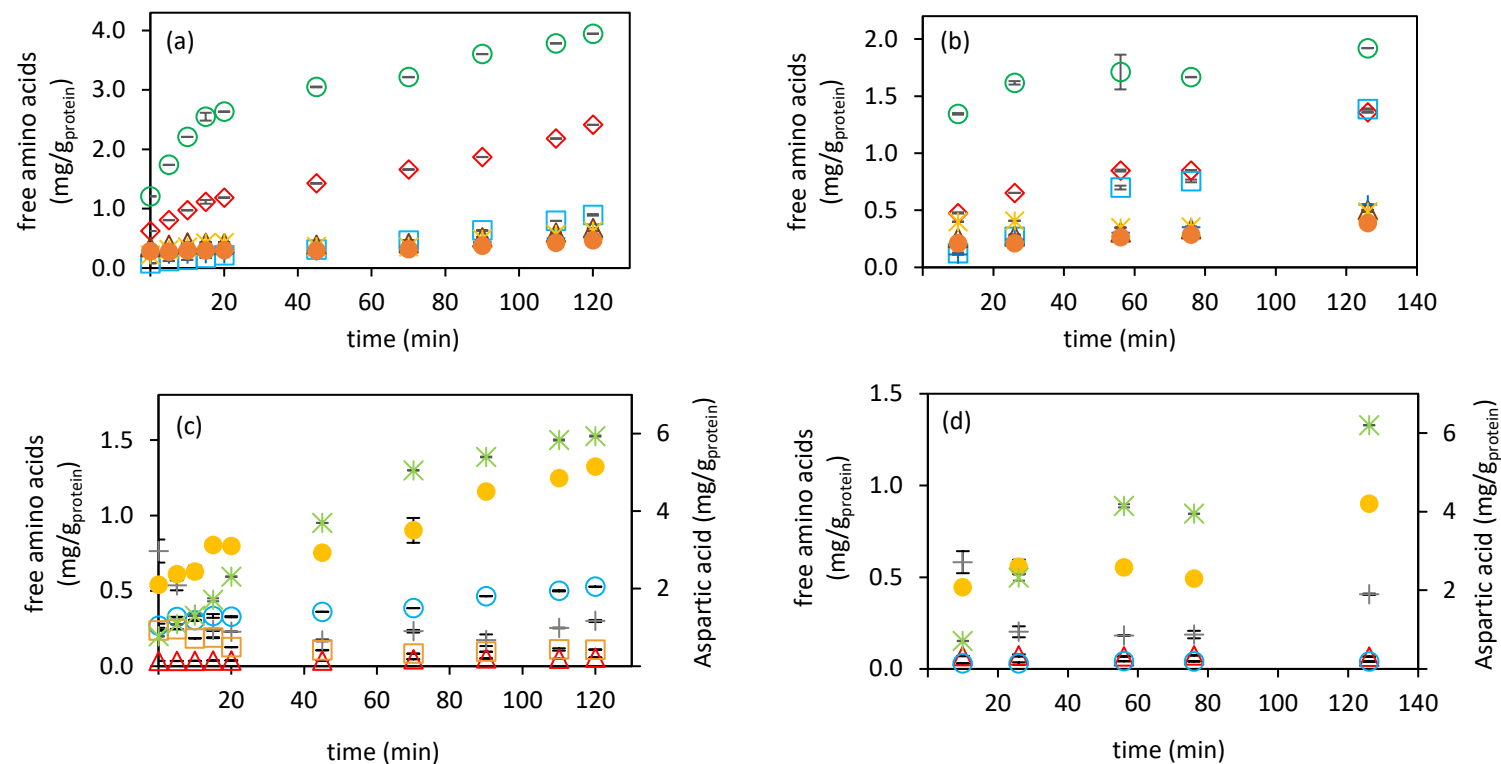 (a)
free amino acids
(mg/gprotein)
4.0
3.0
2.0
1.0
0.0
20 40 60 80 100 120
time (min)
(b)
free amino acids
(mg/gprotein)
2.0
1.5
1.0
0.5
0.0
20 40 60 80 100 120 140
time (min)
(c)
free amino acids
(mg/gprotein)
1.5
1.0
0.5
0.0
20 40 60 80 100 120
time (min)
6
4
2
Aspartic acid (mg/gprotein)
(d)
free amino acids
(mg/gprotein)
1.5
1.0
0.5
0.0
20 40 60 80 100 120 140
time (min)
6
4
2
Aspartic acid (mg/gprotein)